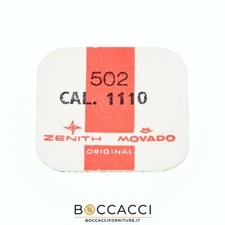 502
CAL. 1110
ZENITH MOVADO
ORIGINAL
BOCCACCI
BOCCACCIFORNITURE.IT